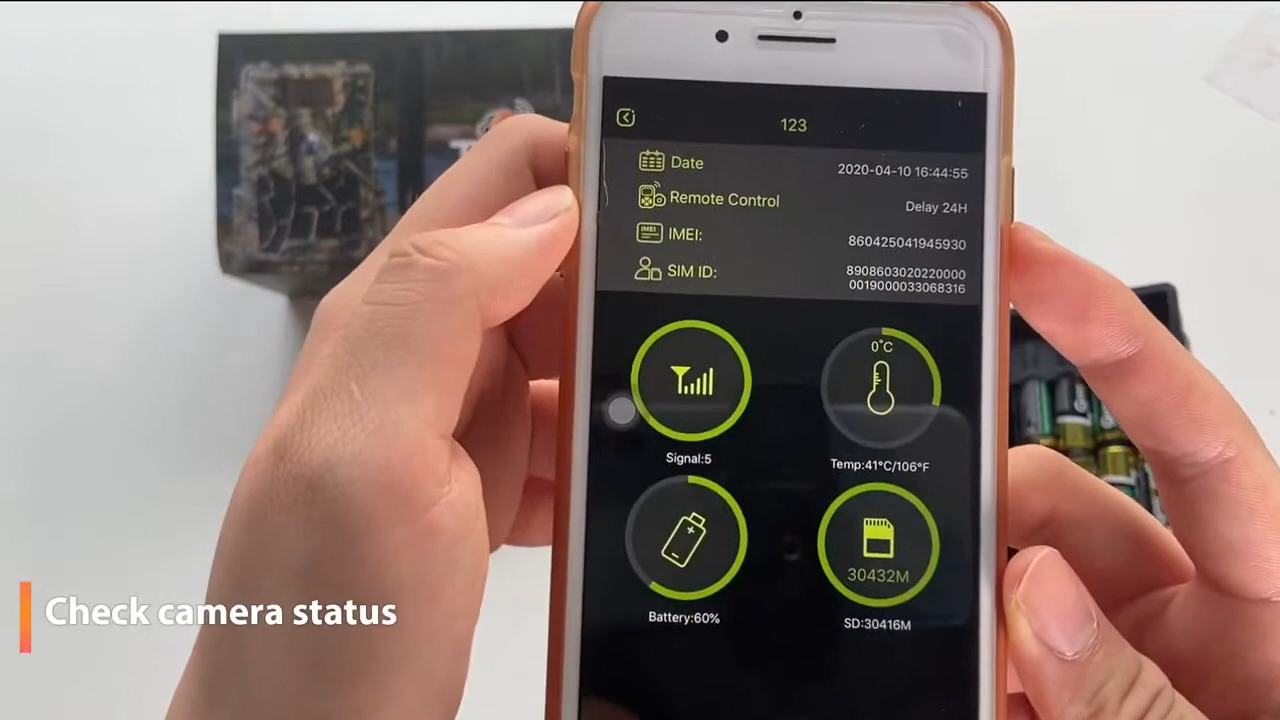 123
Date 2020-04-10 16:44:55
Remote Control Delay 24H
IMEI IMEI: 860425041945930
SIM ID: 8908603020220000
0019000033068316
0°C
Signal:5 Temp:41°C/106°F
30432M
Battery:60% SD:30416M
Check camera status